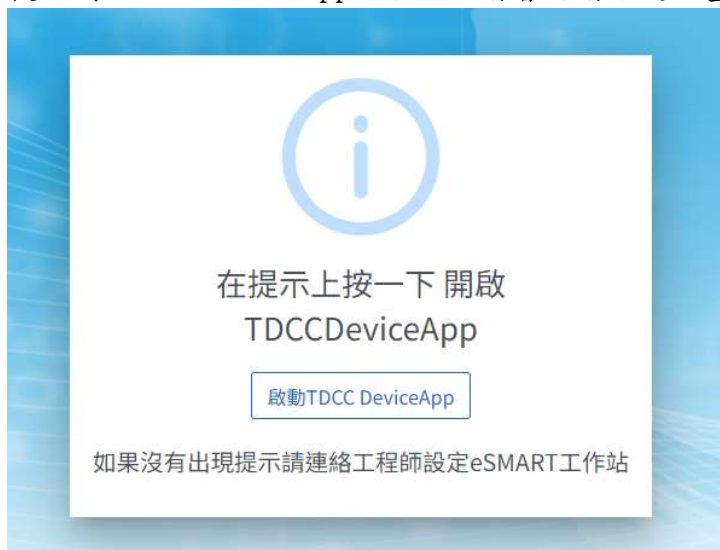 App
i
在提示上按一下 開啟
TDCCDeviceApp
啟動TDCC DeviceApp
如果沒有出現提示請連絡工程師設定eSMART工作站